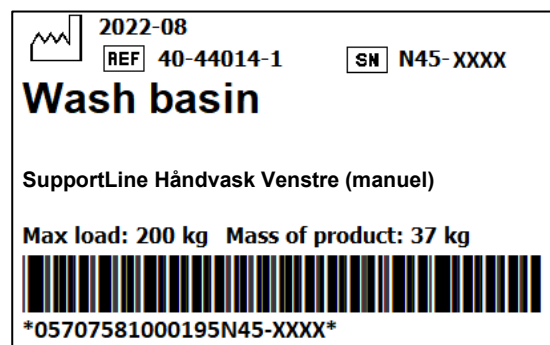 2022-08
REF 40-44014-1 SN N45-XXXX
Wash basin
SupportLine Håndvask Venstre (manuel)
Max load: 200 kg Mass of product: 37 kg
*05707581000195N45-XXXX*